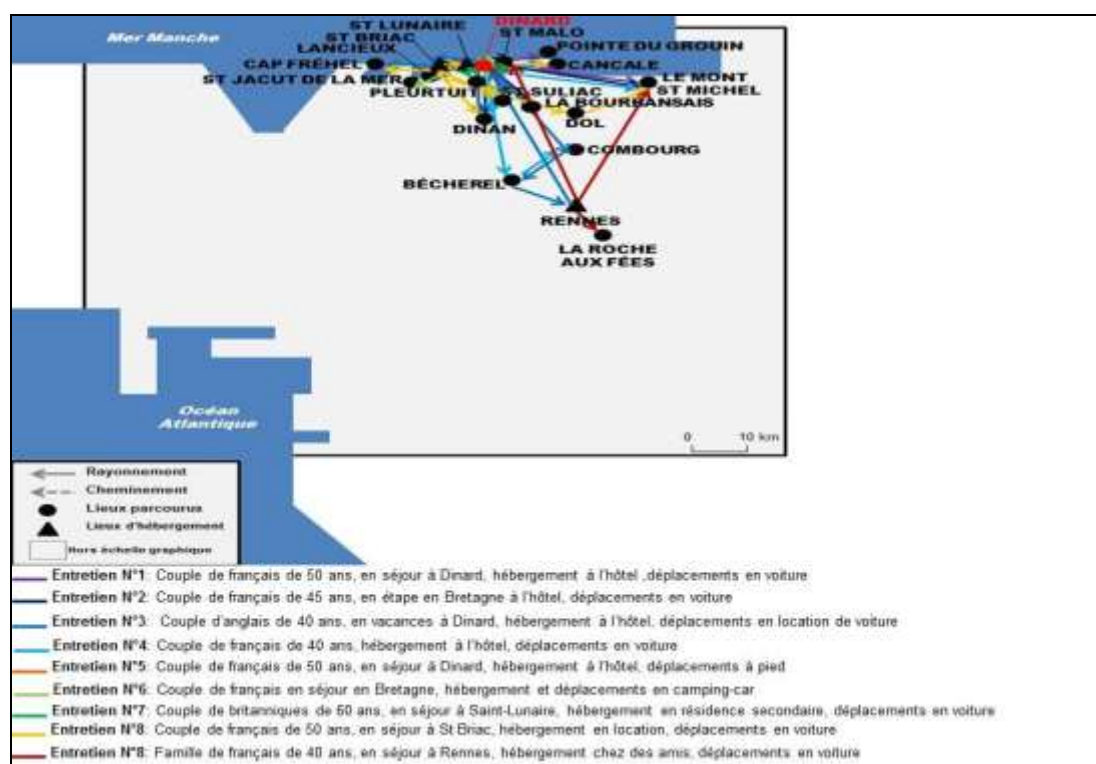 Mer Manche
ST LUNAIRE
DINARD
ST BRIAC
ST MALO
LANCIEUX
POINTE DU GROUIN
CAP FRÉHEL
CANCALE
ST JACUT DE LA MER
LE MONT
ST MICHEL
PLEURTUIT
ST SULIAC
LA BOURBANSAIS
DINAN
DOL
COMBOURG
BÉCHEREL
RENNES
LA ROCHE
AUX FÉES
Océan
Atlantique
0 10 km
Rayonnement
Cheminement
Lieux parcourus
Lieux d'hébergement
Hors échelle graphique
Entretien N°1: Couple de français de 50 ans, en séjour à Dinard, hébergement à l'hôtel ,déplacements en voiture
Entretien N°2: Couple de français de 45 ans, en étape en Bretagne à l'hôtel, déplacements en voiture
Entretien N°3: Couple d'anglais de 40 ans, en vacances à Dinard, hébergement à l'hôtel, déplacements en location de voiture
Entretien N°4: Couple de français de 40 ans, hébergement à l'hôtel, déplacements en voiture
Entretien N°5: Couple de français de 50 ans, en séjour à Dinard, hébergement à l'hôtel, déplacements à pied
Entretien N°6: Couple de français en séjour en Bretagne, hébergement et déplacements en camping-car
Entretien N°7: Couple de britanniques de 60 ans, en séjour à Saint-Lunaire, hébergement en résidence secondaire, déplacements en voiture
Entretien N°8: Couple de français de 50 ans, en séjour à St Briac, hébergement en location, déplacements en voiture
Entretien N°8: Famille de français de 40 ans, en séjour à Rennes, hébergement chez des amis, déplacements en voiture